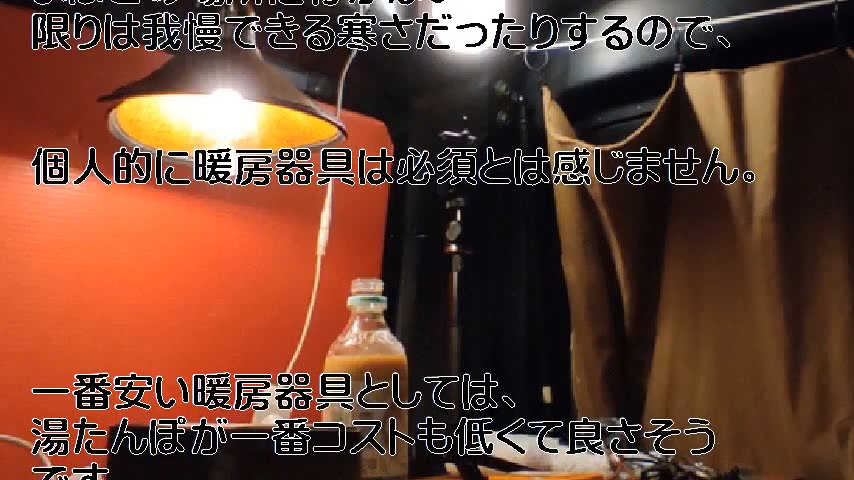 限りは我慢できる寒さだったりするので、
個人的に暖房器具は必須とは感じません。
一番安い暖房器具としては、
湯たんぽが一番コストも低くて良さそう
です